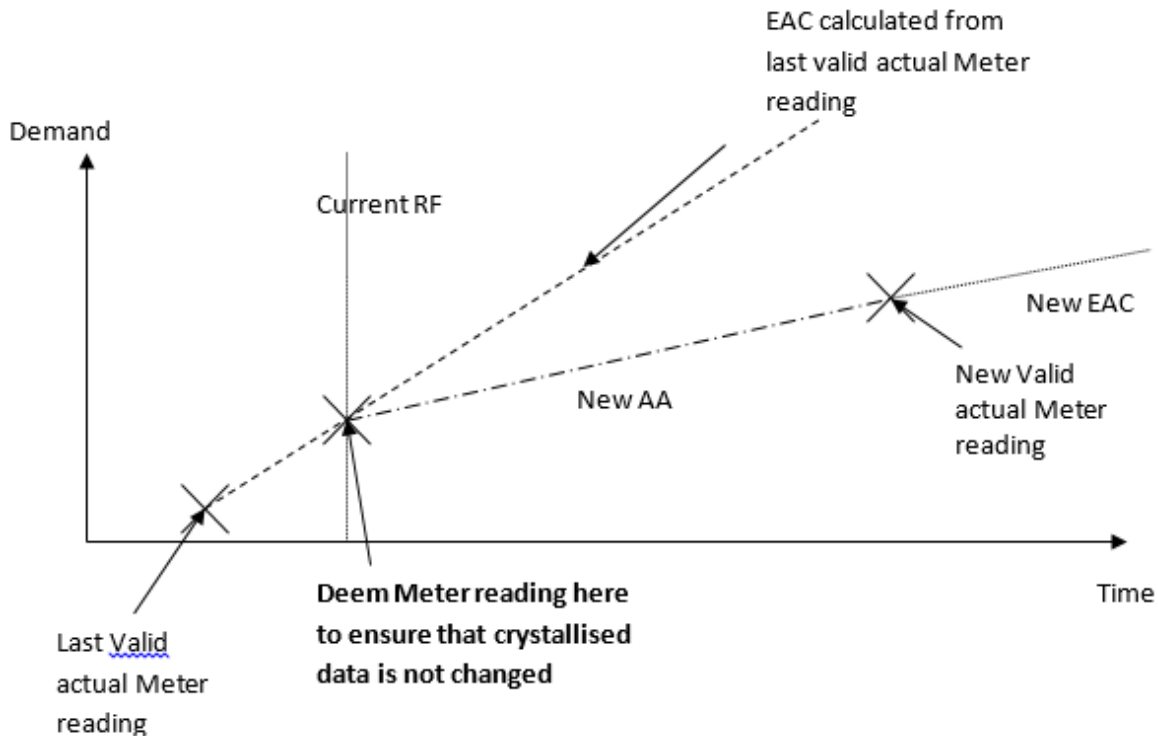 EAC calculated from
last valid actual Meter
reading
Demand
Current RF
New EAC
New AA
New Valid
actual Meter
reading
Deem Meter reading here
to ensure that crystallised
data is not changed
Time
Last Valid
actual Meter
reading